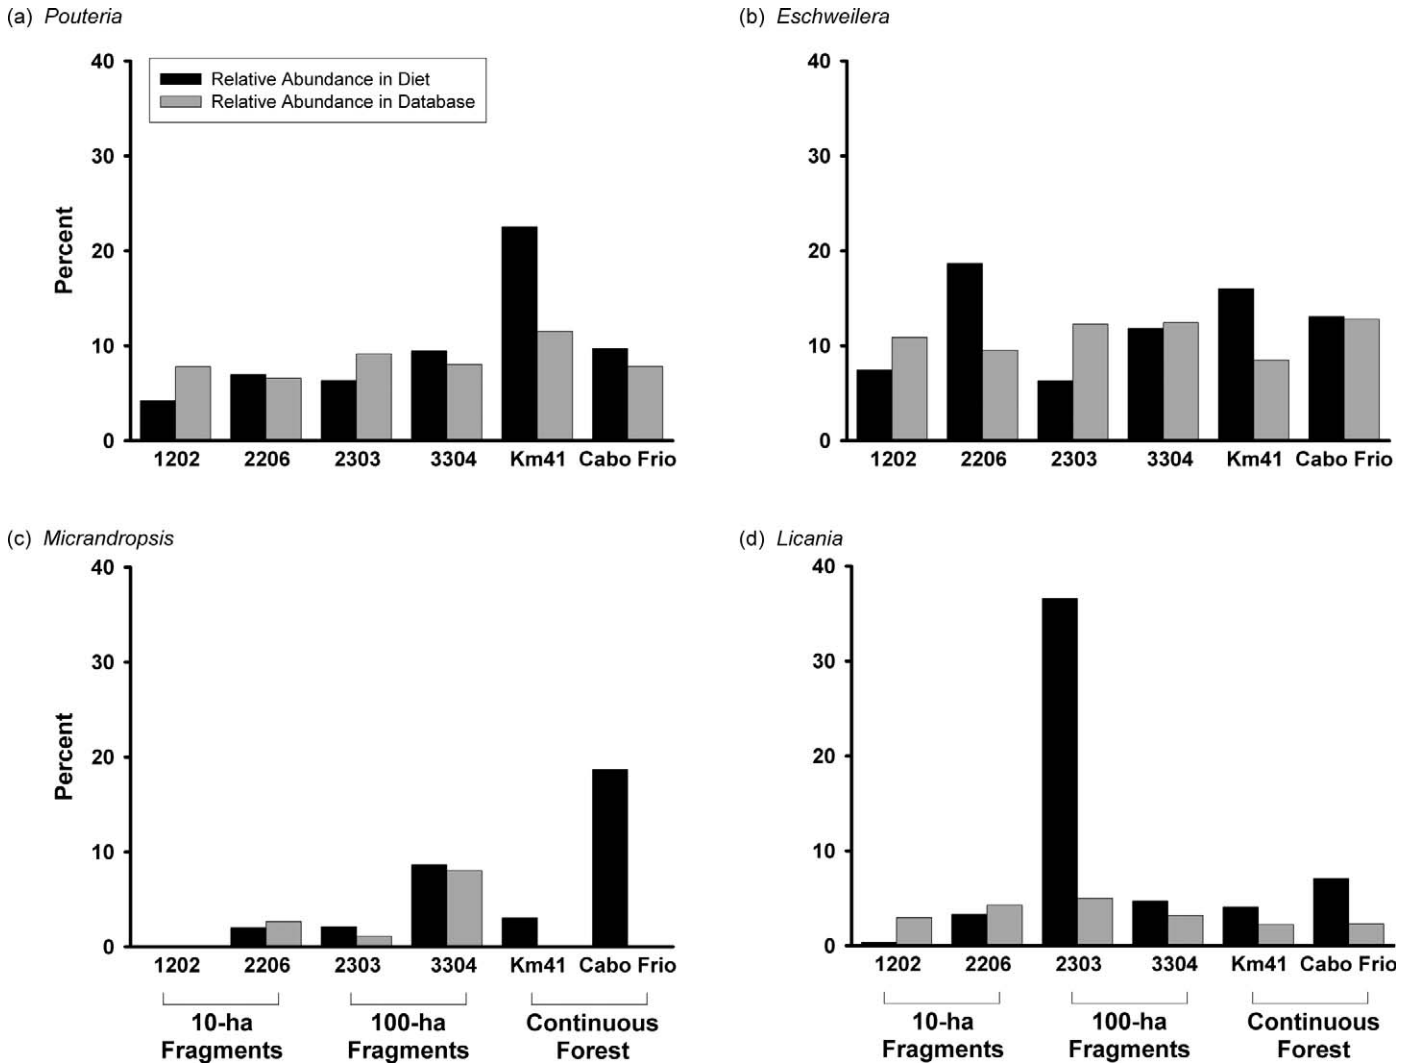 (a) Pouteria
40
30
20
10
0
Percent
Relative Abundance in Diet
Relative Abundance in Database
1202 2206 2303 3304 Km41 Cabo Frio
(b) Eschweilera
40
30
20
10
0
1202 2206 2303 3304 Km41 Cabo Frio
(c) Micrandropsis
40
30
20
10
0
Percent
1202 2206 2303 3304 Km41 Cabo Frio
10-ha
Fragments
100-ha
Fragments
Continuous
Forest
(d) Licania
40
30
20
10
0
1202 2206 2303 3304 Km41 Cabo Frio
10-ha
Fragments
100-ha
Fragments
Continuous
Forest